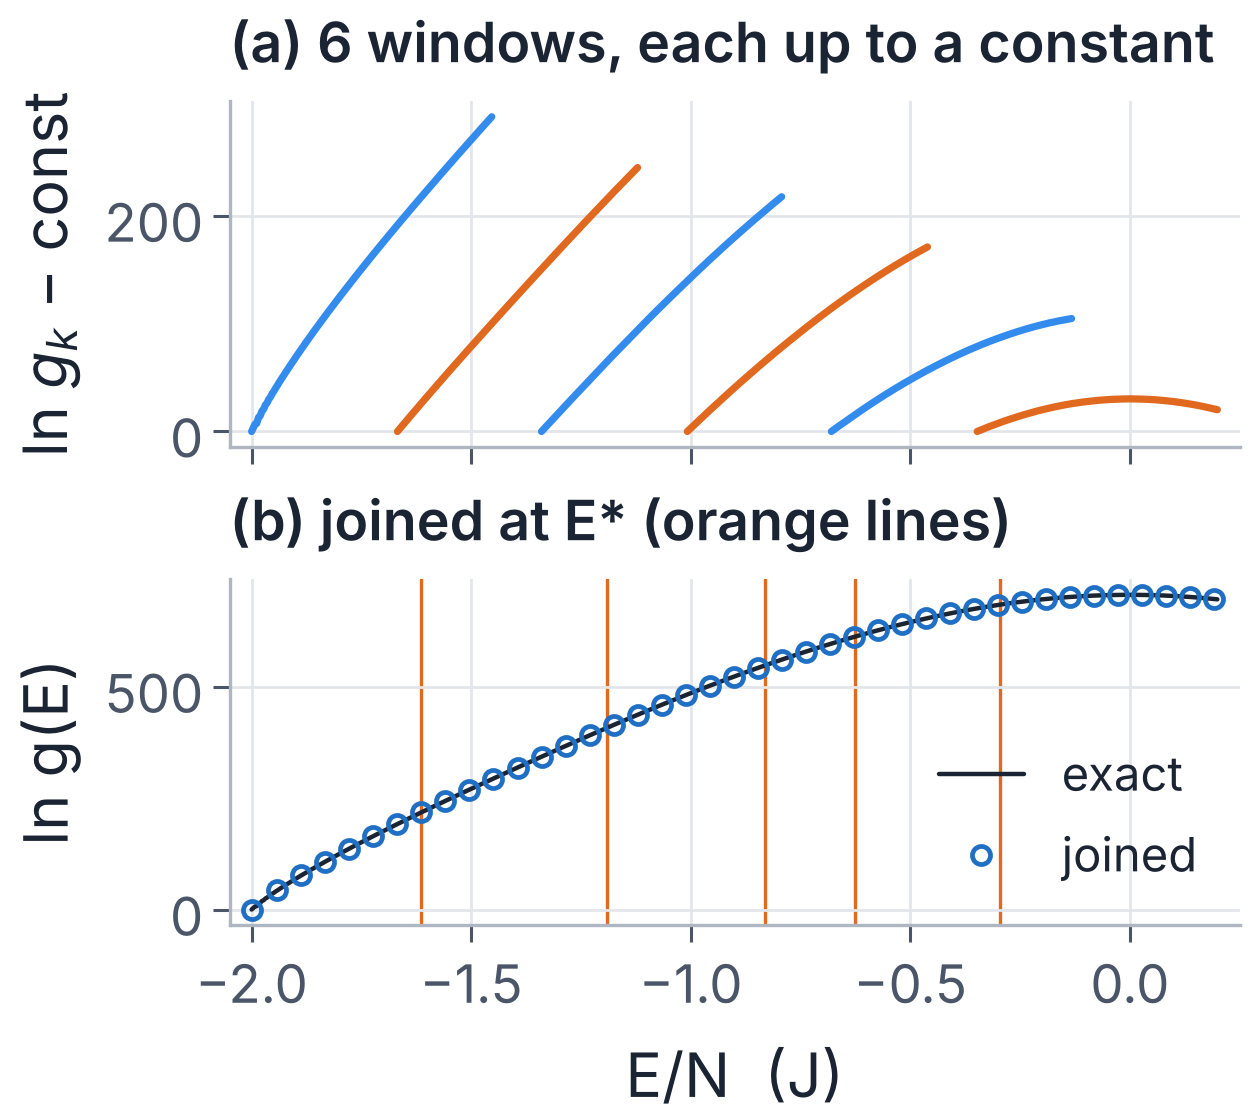 (a) 6 windows, each up to a constant
ln gₖ − const
200
0
(b) joined at E* (orange lines)
ln g(E)
500
0
exact
joined
−2.0 −1.5 −1.0 −0.5 0.0
E/N (J)